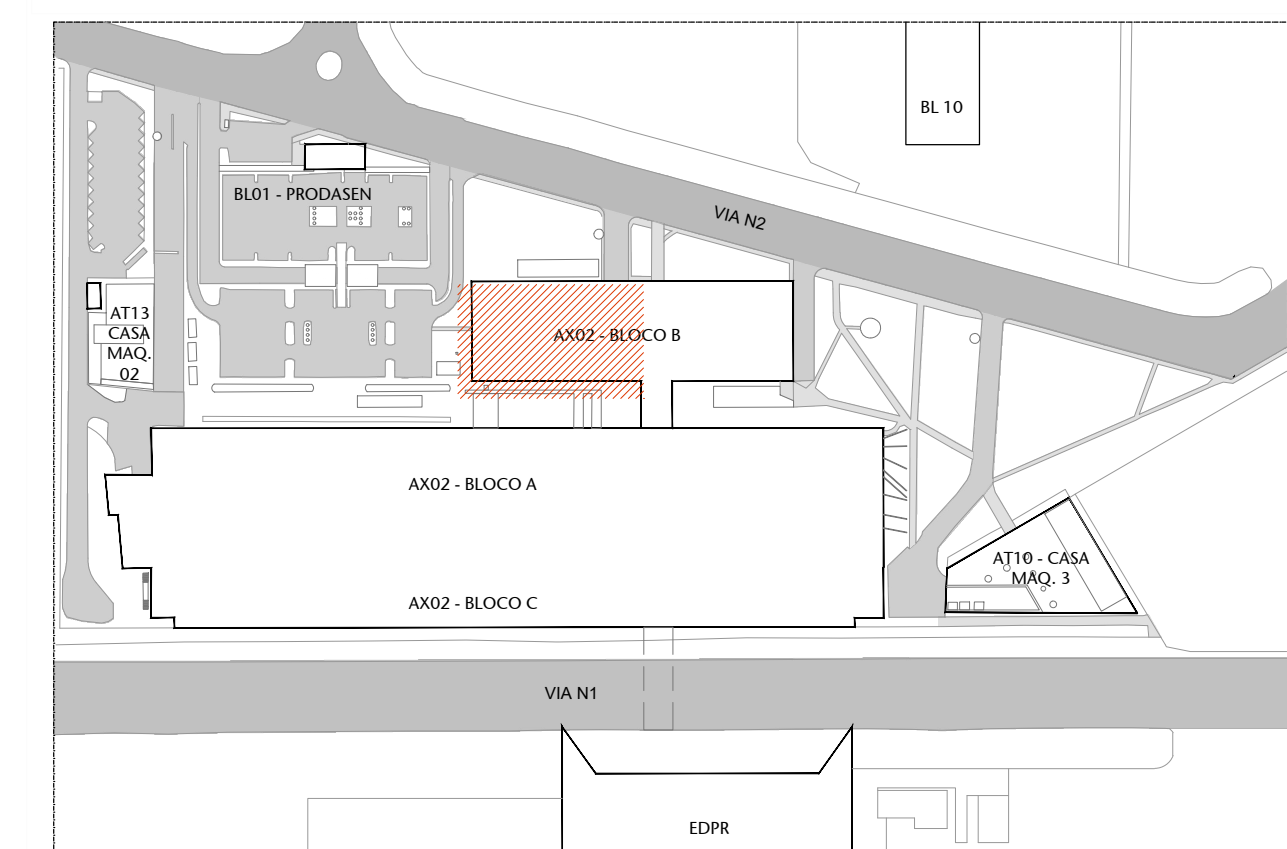 BL 10
BL01 - PRODASEN
VIA N2
AT13
CASA
MAQ.
02
AX02 - BLOCO B
AX02 - BLOCO A
AT10 - CASA
MAQ. 3
AX02 - BLOCO C
VIA N1
EDPR